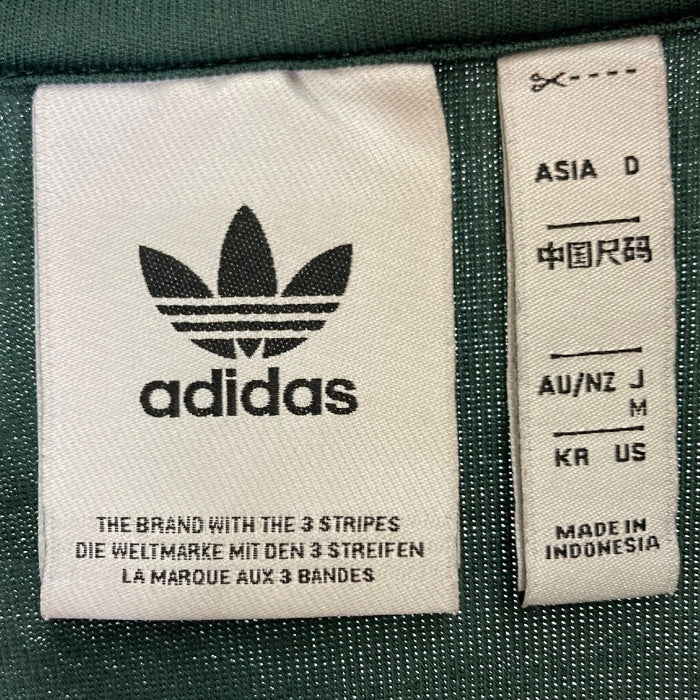 adidas
THE BRAND WITH THE 3 STRIPES
DIE WELTMARKE MIT DEN 3 STREIFEN
LA MARQUE AUX 3 BANDES
ASIA D
中国尺码
AU/NZ J
M
KR US
MADE IN
INDONESIA